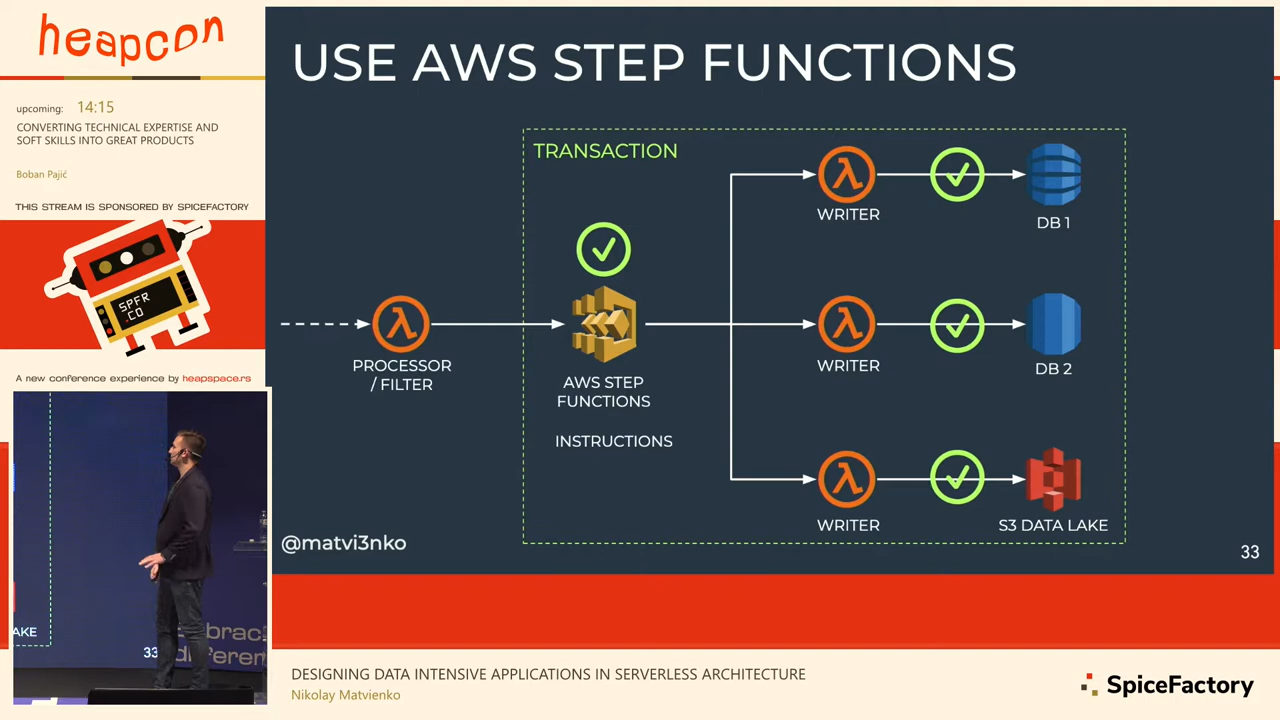 heapcon
upcoming: 14:15
CONVERTING TECHNICAL EXPERTISE AND
SOFT SKILLS INTO GREAT PRODUCTS
Boban Pajić
THIS STREAM IS SPONSORED BY SPICEFACTORY
SPFR
.CO
A new conference experience by heapspace.rs
USE AWS STEP FUNCTIONS
TRANSACTION
PROCESSOR
/ FILTER
AWS STEP
FUNCTIONS
INSTRUCTIONS
WRITER
DB 1
WRITER
DB 2
WRITER
S3 DATA LAKE
@matvi3nko
33
AKE
33
brac
differen
DESIGNING DATA INTENSIVE APPLICATIONS IN SERVERLESS ARCHITECTURE
Nikolay Matvienko
SpiceFactory